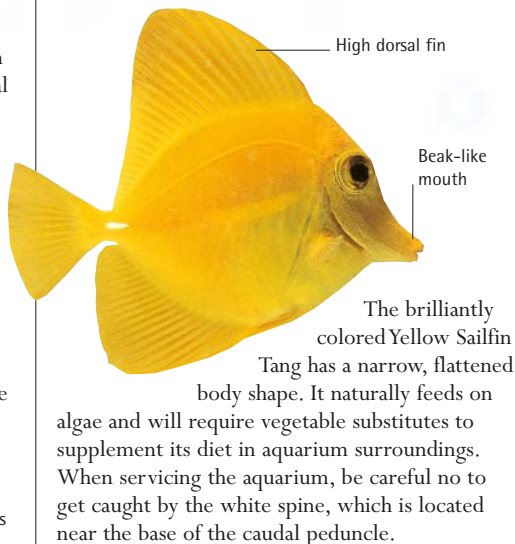 High dorsal fin
Beak-like
mouth
The brilliantly
colored Yellow Sailfin
Tang has a narrow, flattened
body shape. It naturally feeds on
algae and will require vegetable substitutes to
supplement its diet in aquarium surroundings.
When servicing the aquarium, be careful no to
get caught by the white spine, which is located
near the base of the caudal peduncle.